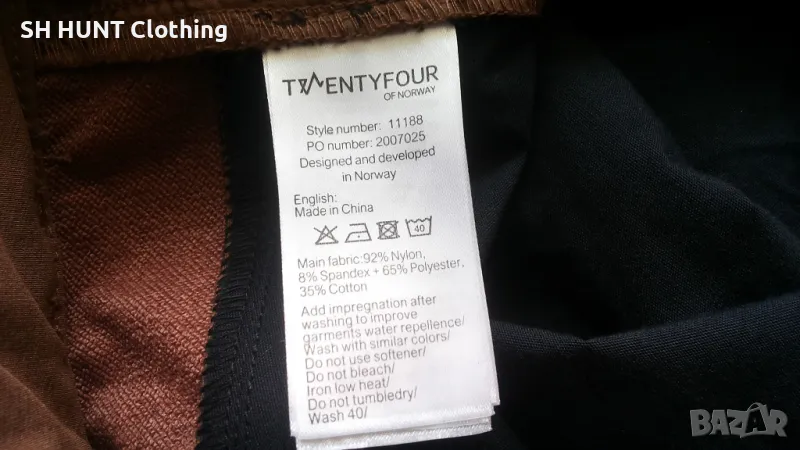 SH HUNT Clothing
TWENTYFOUR
OF NORWAY
Style number: 11188
PO number: 2007025
Designed and developed
in Norway
English:
Made in China
40
Main fabric:92% Nylon,
8% Spandex + 65% Polyester,
35% Cotton
Add impregnation after
washing to improve
garments water repellence/
Wash with similar colors/
Do not use softener/
Do not bleach/
Iron low heat/
Do not tumbledry/
Wash 40/
BAZAR